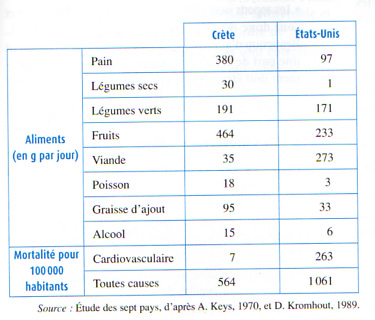 Crète États-Unis
Aliments
(en g par jour)
Pain 380 97
Légumes secs 30 1
Légumes verts 191 171
Fruits 464 233
Viande 35 273
Poisson 18 3
Graisse d'ajout 95 33
Alcool 15 6
Mortalité pour
100 000
habitants
Cardiovasculaire 7 263
Toutes causes 564 1 061
Source : Étude des sept pays, d'après A. Keys, 1970, et D. Kromhout, 1989.